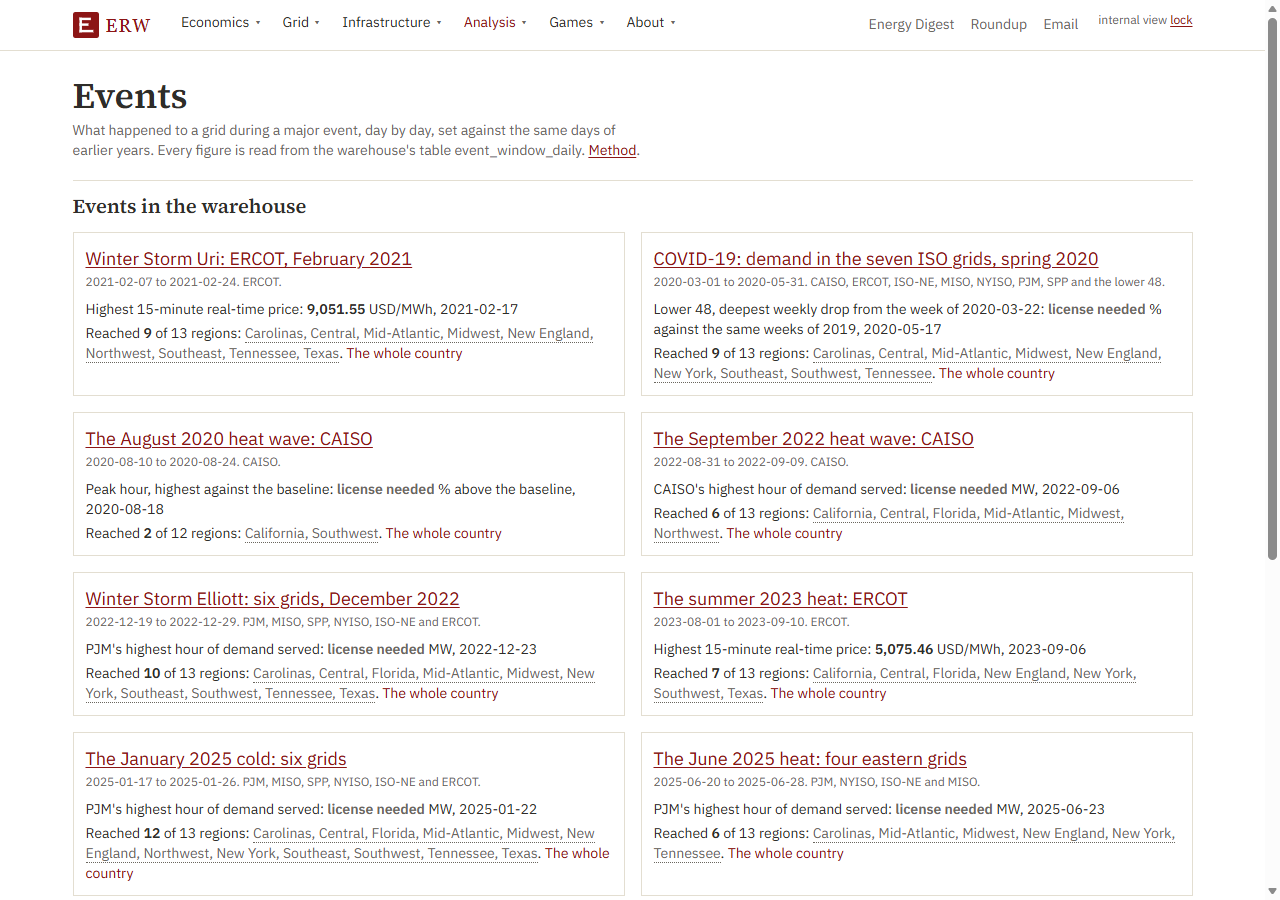 E ERW Economics ▾ Grid ▾ Infrastructure ▾ Analysis ▾ Games ▾ About ▾ Energy Digest Roundup Email internal view lock
Events
What happened to a grid during a major event, day by day, set against the same days of
earlier years. Every figure is read from the warehouse's table event_window_daily. Method.
Events in the warehouse
Winter Storm Uri: ERCOT, February 2021
2021-02-07 to 2021-02-24. ERCOT.
Highest 15-minute real-time price: 9,051.55 USD/MWh, 2021-02-17
Reached 9 of 13 regions: Carolinas, Central, Mid-Atlantic, Midwest, New England,
Northwest, Southeast, Tennessee, Texas. The whole country
COVID-19: demand in the seven ISO grids, spring 2020
2020-03-01 to 2020-05-31. CAISO, ERCOT, ISO-NE, MISO, NYISO, PJM, SPP and the lower 48.
Lower 48, deepest weekly drop from the week of 2020-03-22: license needed %
against the same weeks of 2019, 2020-05-17
Reached 9 of 13 regions: Carolinas, Central, Mid-Atlantic, Midwest, New England,
New York, Southeast, Southwest, Tennessee. The whole country
The August 2020 heat wave: CAISO
2020-08-10 to 2020-08-24. CAISO.
Peak hour, highest against the baseline: license needed % above the baseline,
2020-08-18
Reached 2 of 12 regions: California, Southwest. The whole country
The September 2022 heat wave: CAISO
2022-08-31 to 2022-09-09. CAISO.
CAISO's highest hour of demand served: license needed MW, 2022-09-06
Reached 6 of 13 regions: California, Central, Florida, Mid-Atlantic, Midwest,
Northwest. The whole country
Winter Storm Elliott: six grids, December 2022
2022-12-19 to 2022-12-29. PJM, MISO, SPP, NYISO, ISO-NE and ERCOT.
PJM's highest hour of demand served: license needed MW, 2022-12-23
Reached 10 of 13 regions: Carolinas, Central, Florida, Mid-Atlantic, Midwest, New
York, Southeast, Southwest, Tennessee, Texas. The whole country
The summer 2023 heat: ERCOT
2023-08-01 to 2023-09-10. ERCOT.
Highest 15-minute real-time price: 5,075.46 USD/MWh, 2023-09-06
Reached 7 of 13 regions: California, Central, Florida, New England, New York,
Southwest, Texas. The whole country
The January 2025 cold: six grids
2025-01-17 to 2025-01-26. PJM, MISO, SPP, NYISO, ISO-NE and ERCOT.
PJM's highest hour of demand served: license needed MW, 2025-01-22
Reached 12 of 13 regions: Carolinas, Central, Florida, Mid-Atlantic, Midwest, New
England, Northwest, New York, Southeast, Southwest, Tennessee, Texas. The whole
country
The June 2025 heat: four eastern grids
2025-06-20 to 2025-06-28. PJM, NYISO, ISO-NE and MISO.
PJM's highest hour of demand served: license needed MW, 2025-06-23
Reached 6 of 13 regions: Carolinas, Mid-Atlantic, Midwest, New England, New York,
Tennessee. The whole country